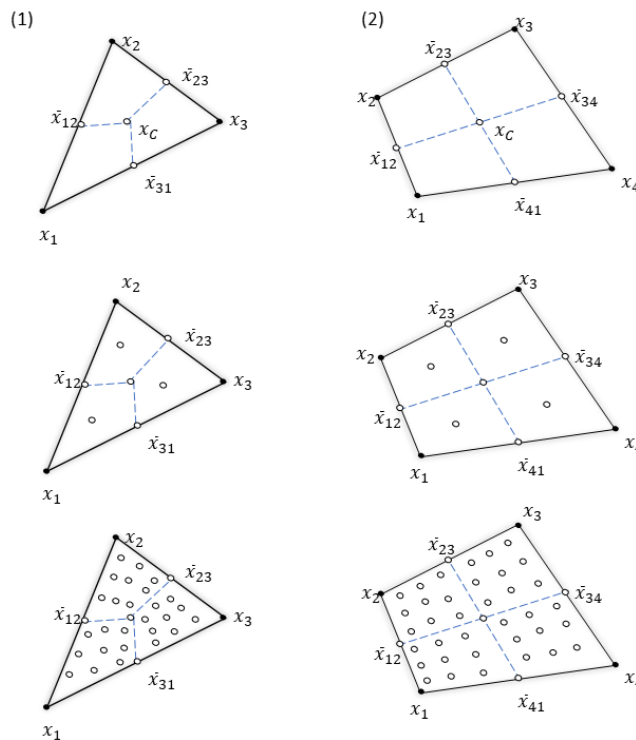 (1) (2)
x₂ x̄₂₃ x₃
x̄₁₂ x_C x̄₃₁ x₁
x₃ x̄₂₃ x₂ x̄₃₄
x_C x̄₁₂ x₁ x̄₄₁ x₄
x₂ x̄₂₃ x̄₁₂ x₃
x̄₃₁ x₁
x₃ x̄₂₃ x₂ x̄₃₄
x̄₁₂ x₁ x̄₄₁
x₂ x̄₂₃ x̄₁₂ x₃
x̄₃₁ x₁
x₃ x̄₂₃ x₂ x̄₃₄
x̄₁₂ x₁ x̄₄₁